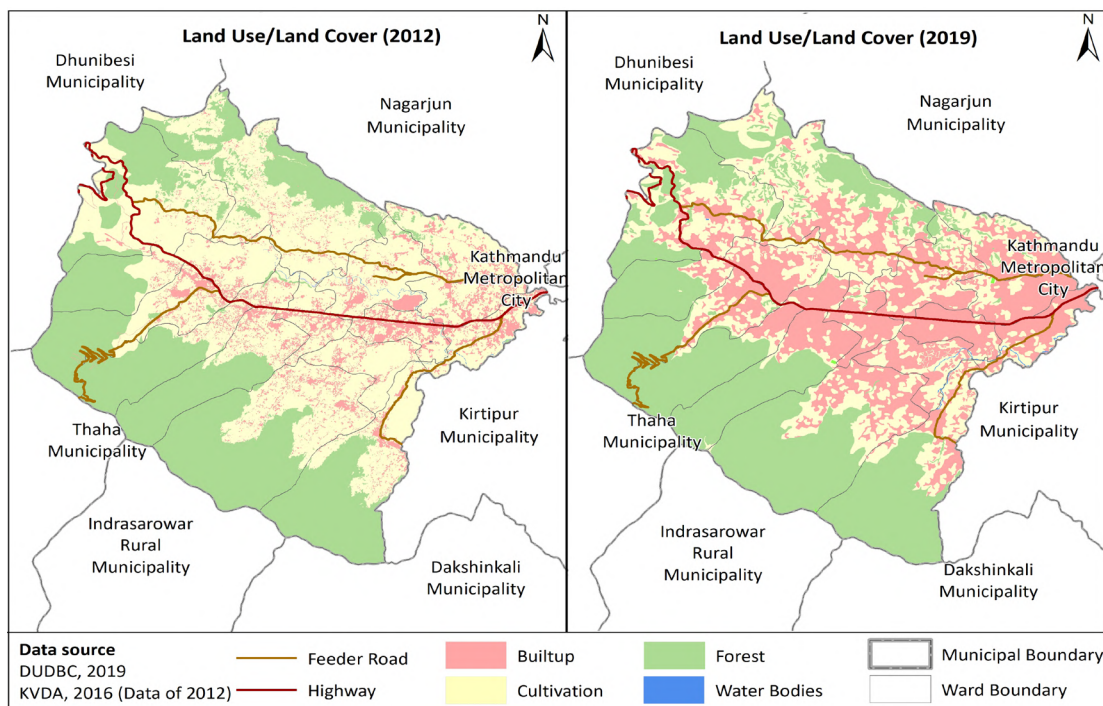 Land Use/Land Cover (2012)
N
Dhunibesi
Municipality
Nagarjun
Municipality
Kathmandu
Metropolitan
City
Kirtipur
Municipality
Thaha
Municipality
Indrasarowar
Rural
Municipality
Dakshinkali
Municipality
Land Use/Land Cover (2019)
N
Dhunibesi
Municipality
Nagarjun
Municipality
Kathmandu
Metropolitan
City
Kirtipur
Municipality
Thaha
Municipality
Indrasarowar
Rural
Municipality
Dakshinkali
Municipality
Data source
DUDBC, 2019
KVDA, 2016 (Data of 2012)
Feeder Road
Highway
Builtup
Cultivation
Forest
Water Bodies
Municipal Boundary
Ward Boundary